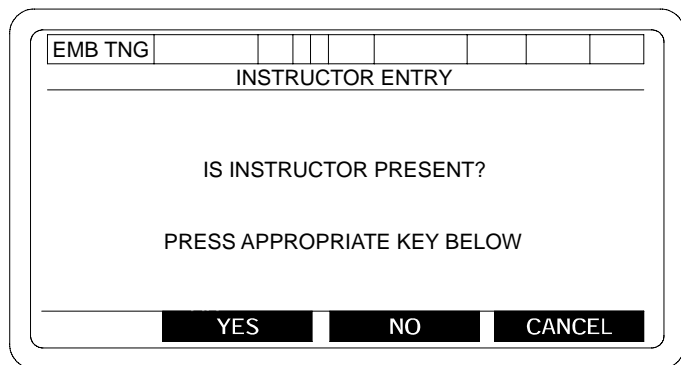 EMB TNG
INSTRUCTOR ENTRY
IS INSTRUCTOR PRESENT?
PRESS APPROPRIATE KEY BELOW
YES NO CANCEL